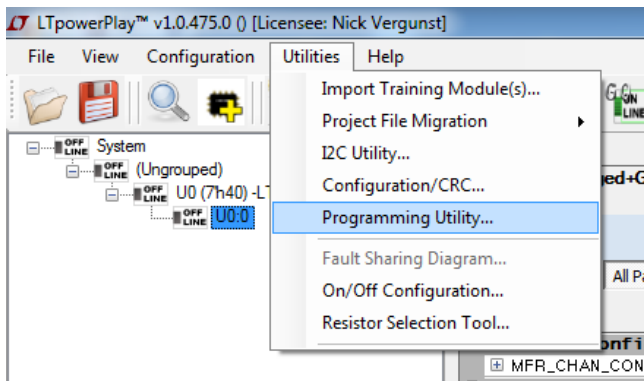 LTpowerPlay™ v1.0.475.0 () [Licensee: Nick Vergunst]
File View Configuration Utilities Help
Import Training Module(s)...
Project File Migration
I2C Utility...
Configuration/CRC...
Programming Utility...
Fault Sharing Diagram...
On/Off Configuration...
Resistor Selection Tool...
OFF LINE System
OFF LINE (Ungrouped)
OFF LINE U0 (7h40) -LT
OFF LINE U0:0
ON
LINE
ged+G
All Pa
onfi
MFR_CHAN_CON